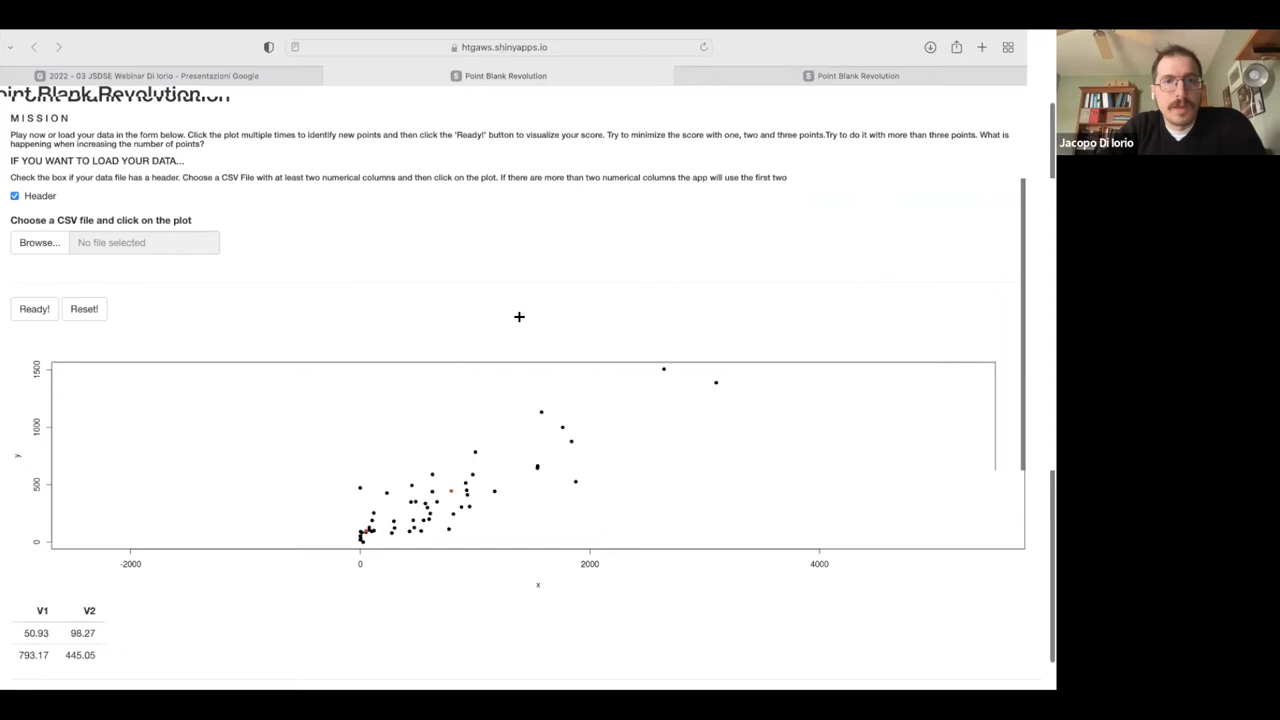 htgaws.shinyapps.io
2022 - 03 JSDSE Webinar Di Iorio - Presentazioni Google
Point Blank Revolution
Point Blank Revolution
Point Blank Revolution
MISSION
Play now or load your data in the form below. Click the plot multiple times to identify new points and then click the 'Ready!' button to visualize your score. Try to minimize the score with one, two and three points.Try to do it with more than three points. What is
happening when increasing the number of points?
IF YOU WANT TO LOAD YOUR DATA...
Check the box if your data file has a header. Choose a CSV File with at least two numerical columns and then click on the plot. If there are more than two numerical columns the app will use the first two
Header
Choose a CSV file and click on the plot
Browse... No file selected
Ready! Reset!
1500
1000
500
0
y
-2000 0 2000 4000
x
V1 V2
50.93 98.27
793.17 445.05
Jacopo Di Iorio